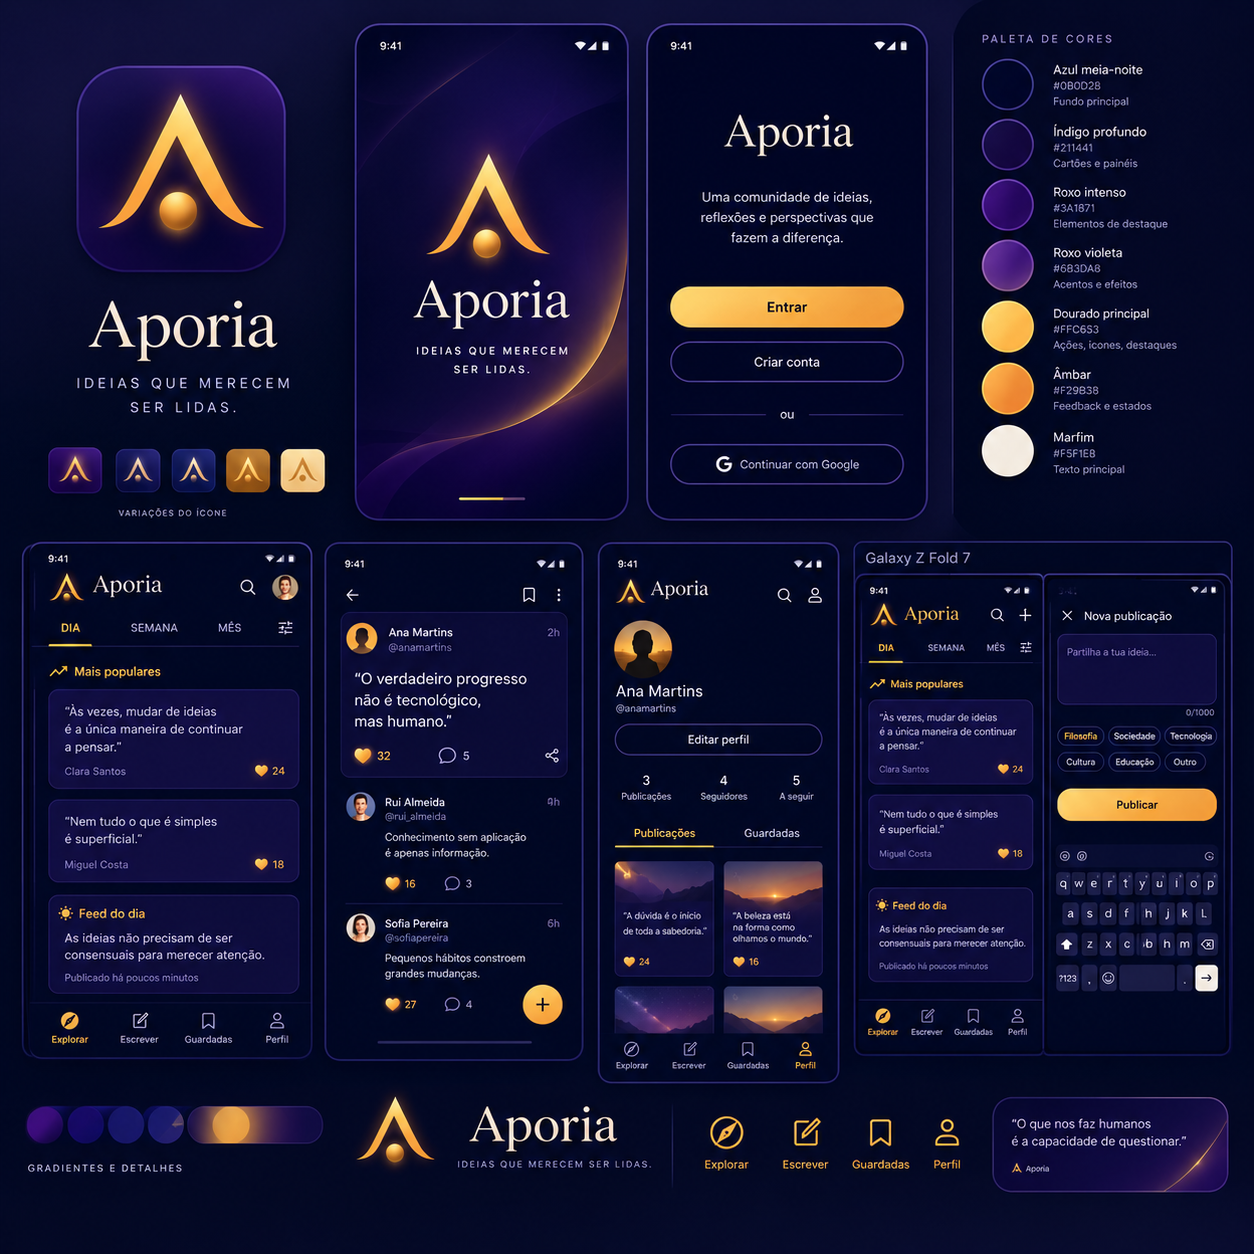 Aporia
IDEIAS QUE MERECEM
SER LIDAS.
VARIAÇÕES DO ÍCONE
9:41
Aporia
IDEIAS QUE MERECEM
SER LIDAS.
9:41
Aporia
Uma comunidade de ideias,
reflexões e perspectivas que
fazem a diferença.
Entrar
Criar conta
ou
G Continuar com Google
PALETA DE CORES
Azul meia-noite
#0B0D28
Fundo principal
Índigo profundo
#211441
Cartões e painéis
Roxo intenso
#3A1871
Elementos de destaque
Roxo violeta
#6B3DA8
Acentos e efeitos
Dourado principal
#FFC653
Ações, ícones, destaques
Âmbar
#F29B38
Feedback e estados
Marfim
#F5F1E8
Texto principal
9:41
Aporia
DIA SEMANA MÊS
Mais populares
“Às vezes, mudar de ideias
é a única maneira de continuar
a pensar.”
Clara Santos 24
“Nem tudo o que é simples
é superficial.”
Miguel Costa 18
Feed do dia
As ideias não precisam de ser
consensuais para merecer atenção.
Publicado há poucos minutos
Explorar Escrever Guardadas Perfil
9:41
Ana Martins 2h
@anamartins
“O verdadeiro progresso
não é tecnológico,
mas humano.”
32 5
Rui Almeida
@rui_almeida
Conhecimento sem aplicação
é apenas informação.
16 3
Sofia Pereira 6h
@sofiapereira
Pequenos hábitos constroem
grandes mudanças.
27 4
9:41
Aporia
Ana Martins
@anamartins
Editar perfil
3 4 5
Publicações Seguidores A seguir
Publicações Guardadas
“A dúvida é o início
de toda a sabedoria.”
24
“A beleza está
na forma como
olhamos o mundo.”
16
Explorar Escrever Guardadas Perfil
Galaxy Z Fold 7
9:41
Aporia
DIA SEMANA MÊS
Mais populares
“Às vezes, mudar de ideias
é a única maneira de continuar
a pensar.”
Clara Santos 24
“Nem tudo o que é simples
é superficial.”
Miguel Costa 18
Feed do dia
As ideias não precisam de ser
consensuais para merecer atenção.
Publicado há poucos minutos
Explorar Escrever Guardadas Perfil
Nova publicação
Partilha a tua ideia...
0/1000
Filosofia Sociedade Tecnologia
Cultura Educação Outro
Publicar
q w e r t y u i o p
a s d f h j k L
z x c b h m
?123 , .
GRADIENTES E DETALHES
Aporia
IDEIAS QUE MERECEM SER LIDAS.
Explorar Escrever Guardadas Perfil
“O que nos faz humanos
é a capacidade de questionar.”
Aporia